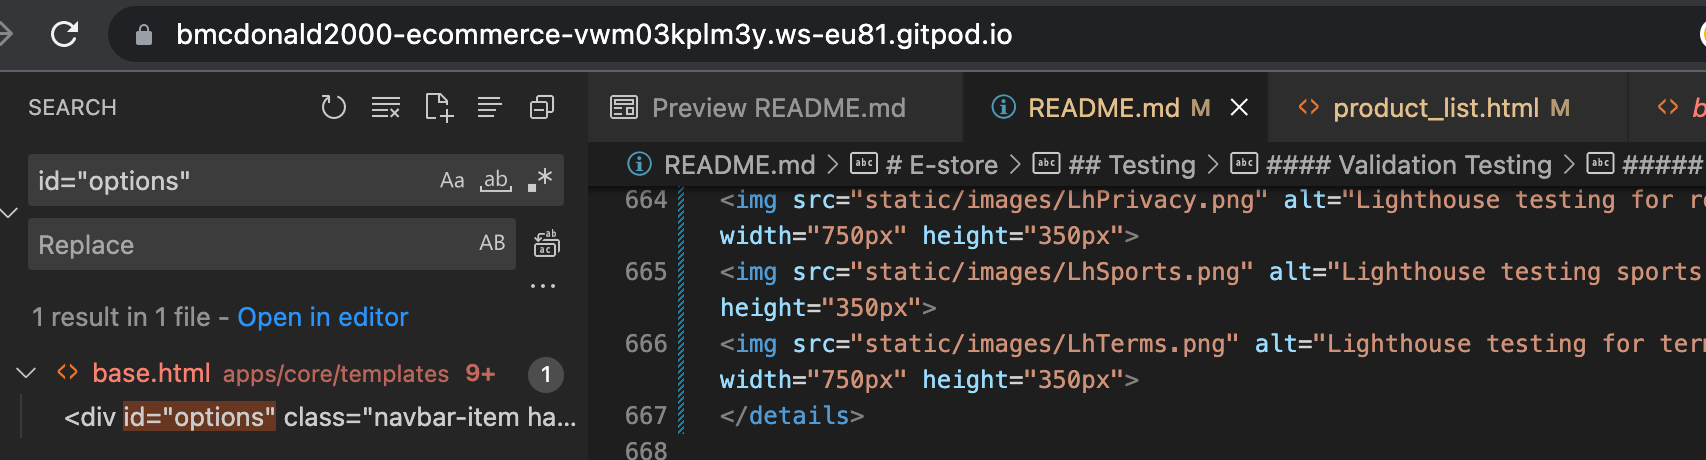 bmcdonald2000-ecommerce-vwm03kplm3y.ws-eu81.gitpod.io
SEARCH
id="options" Aa ab .*
Replace AB
1 result in 1 file - Open in editor
base.html apps/core/templates 9+ 1
<div id="options" class="navbar-item ha...
Preview README.md
README.md M
product_list.html M
README.md > # E-store > ## Testing > #### Validation Testing > #####
664 <img src="static/images/LhPrivacy.png" alt="Lighthouse testing for
width="750px" height="350px">
665 <img src="static/images/LhSports.png" alt="Lighthouse testing sports
height="350px">
666 <img src="static/images/LhTerms.png" alt="Lighthouse testing for
width="750px" height="350px">
667 </details>
668